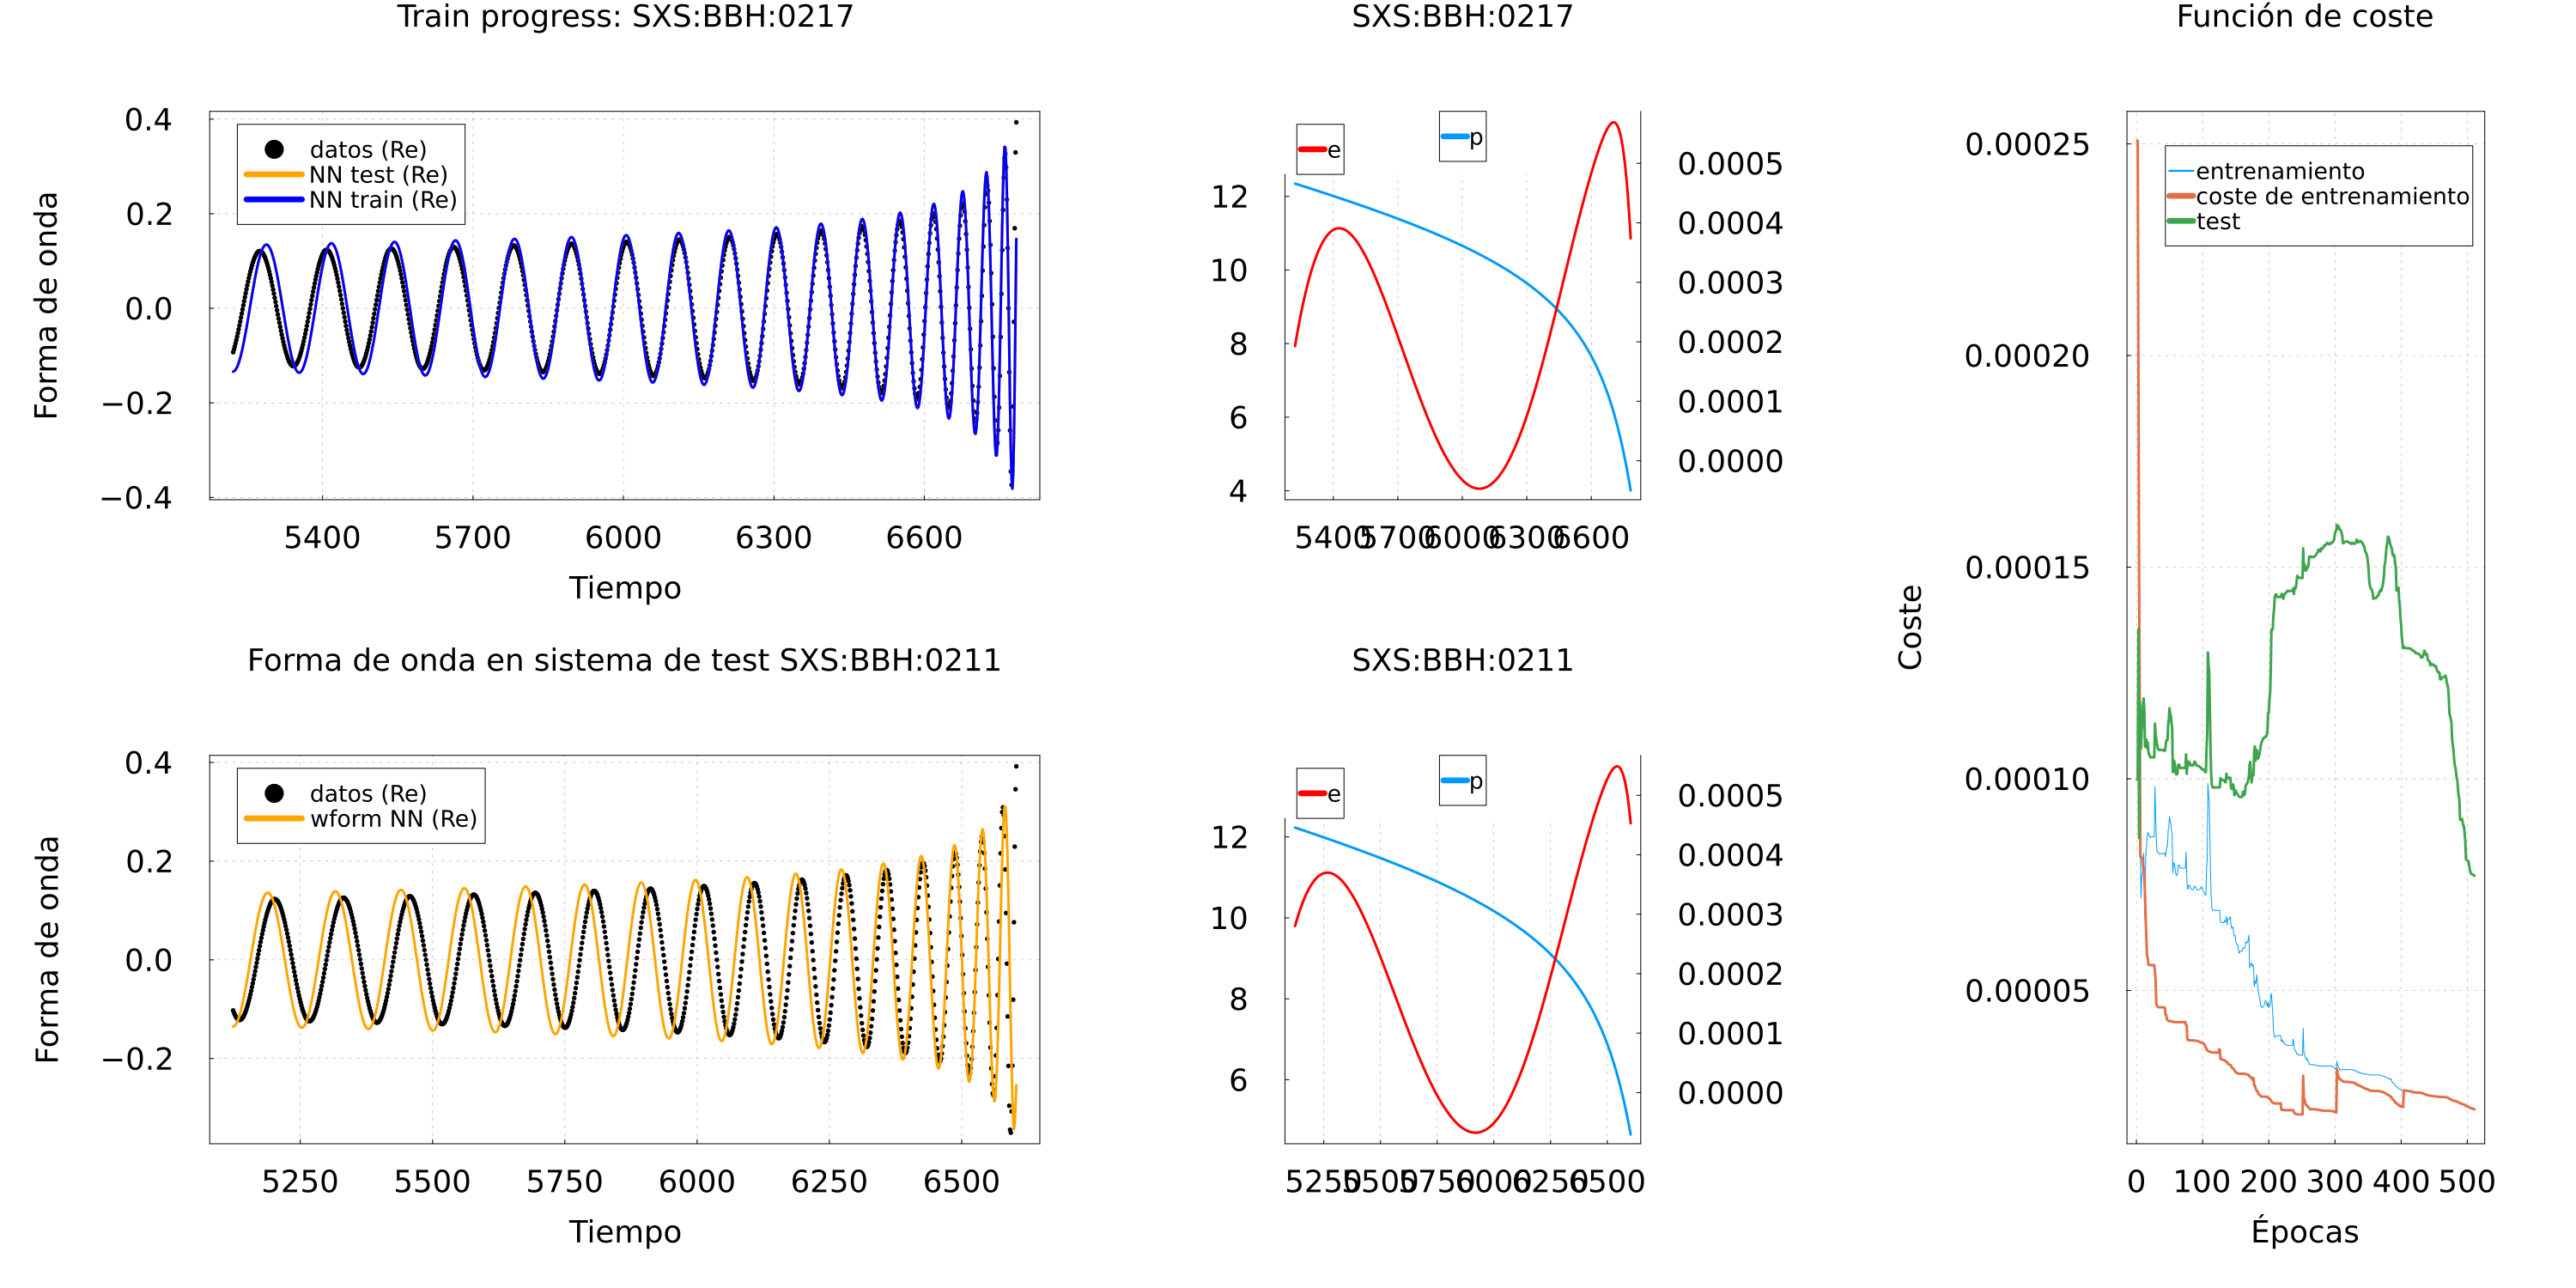 Train progress: SXS:BBH:0217
Forma de onda
0.4
0.2
0.0
−0.2
−0.4
datos (Re)
NN test (Re)
NN train (Re)
5400 5700 6000 6300 6600
Tiempo
SXS:BBH:0217
e
p
12
10
8
6
4
0.0005
0.0004
0.0003
0.0002
0.0001
0.0000
5400 5700 6000 6300 6600
Forma de onda en sistema de test SXS:BBH:0211
Forma de onda
0.4
0.2
0.0
−0.2
datos (Re)
wform NN (Re)
5250 5500 5750 6000 6250 6500
Tiempo
SXS:BBH:0211
e
p
12
10
8
6
0.0005
0.0004
0.0003
0.0002
0.0001
0.0000
5250 5500 5750 6000 6250 6500
Función de coste
Coste
0.00025
0.00020
0.00015
0.00010
0.00005
entrenamiento
coste de entrenamiento
test
0 100 200 300 400 500
Épocas